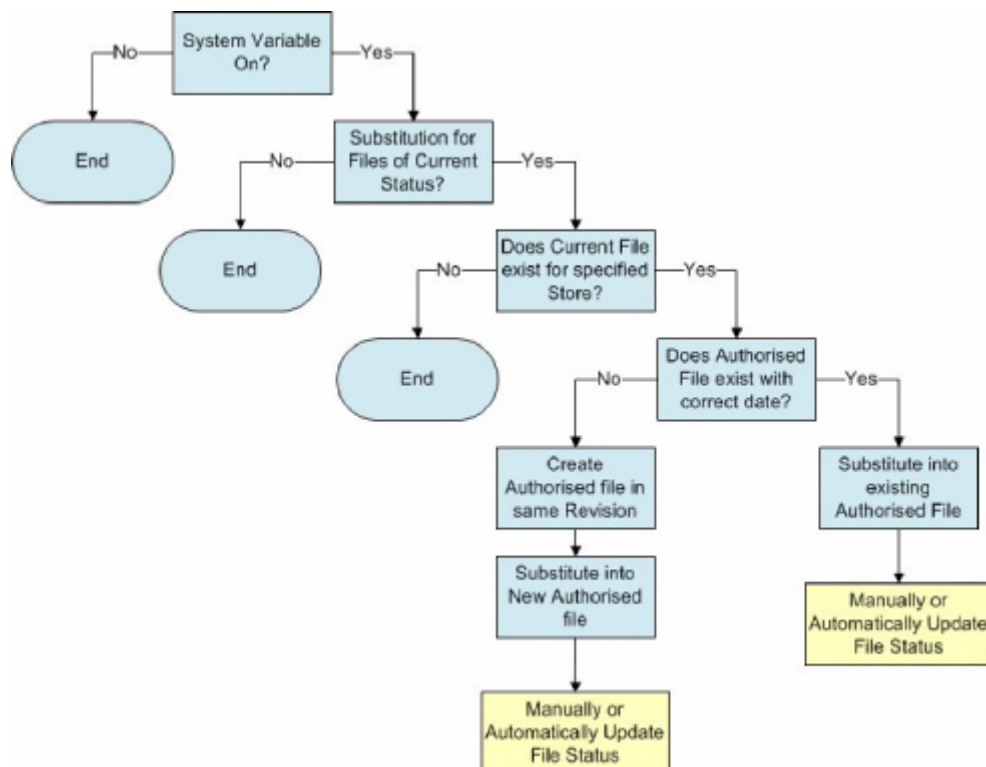 System Variable
On?
No
Yes
End
Substitution for
Files of Current
Status?
No
Yes
End
Does Current File
exist for specified
Store?
No
Yes
End
Does Authorised
File exist with
correct date?
No
Yes
Create
Authorised file in
same Revision
Substitute into
existing
Authorised File
Substitute into
New Authorised
file
Manually or
Automatically Update
File Status
Manually or
Automatically Update
File Status